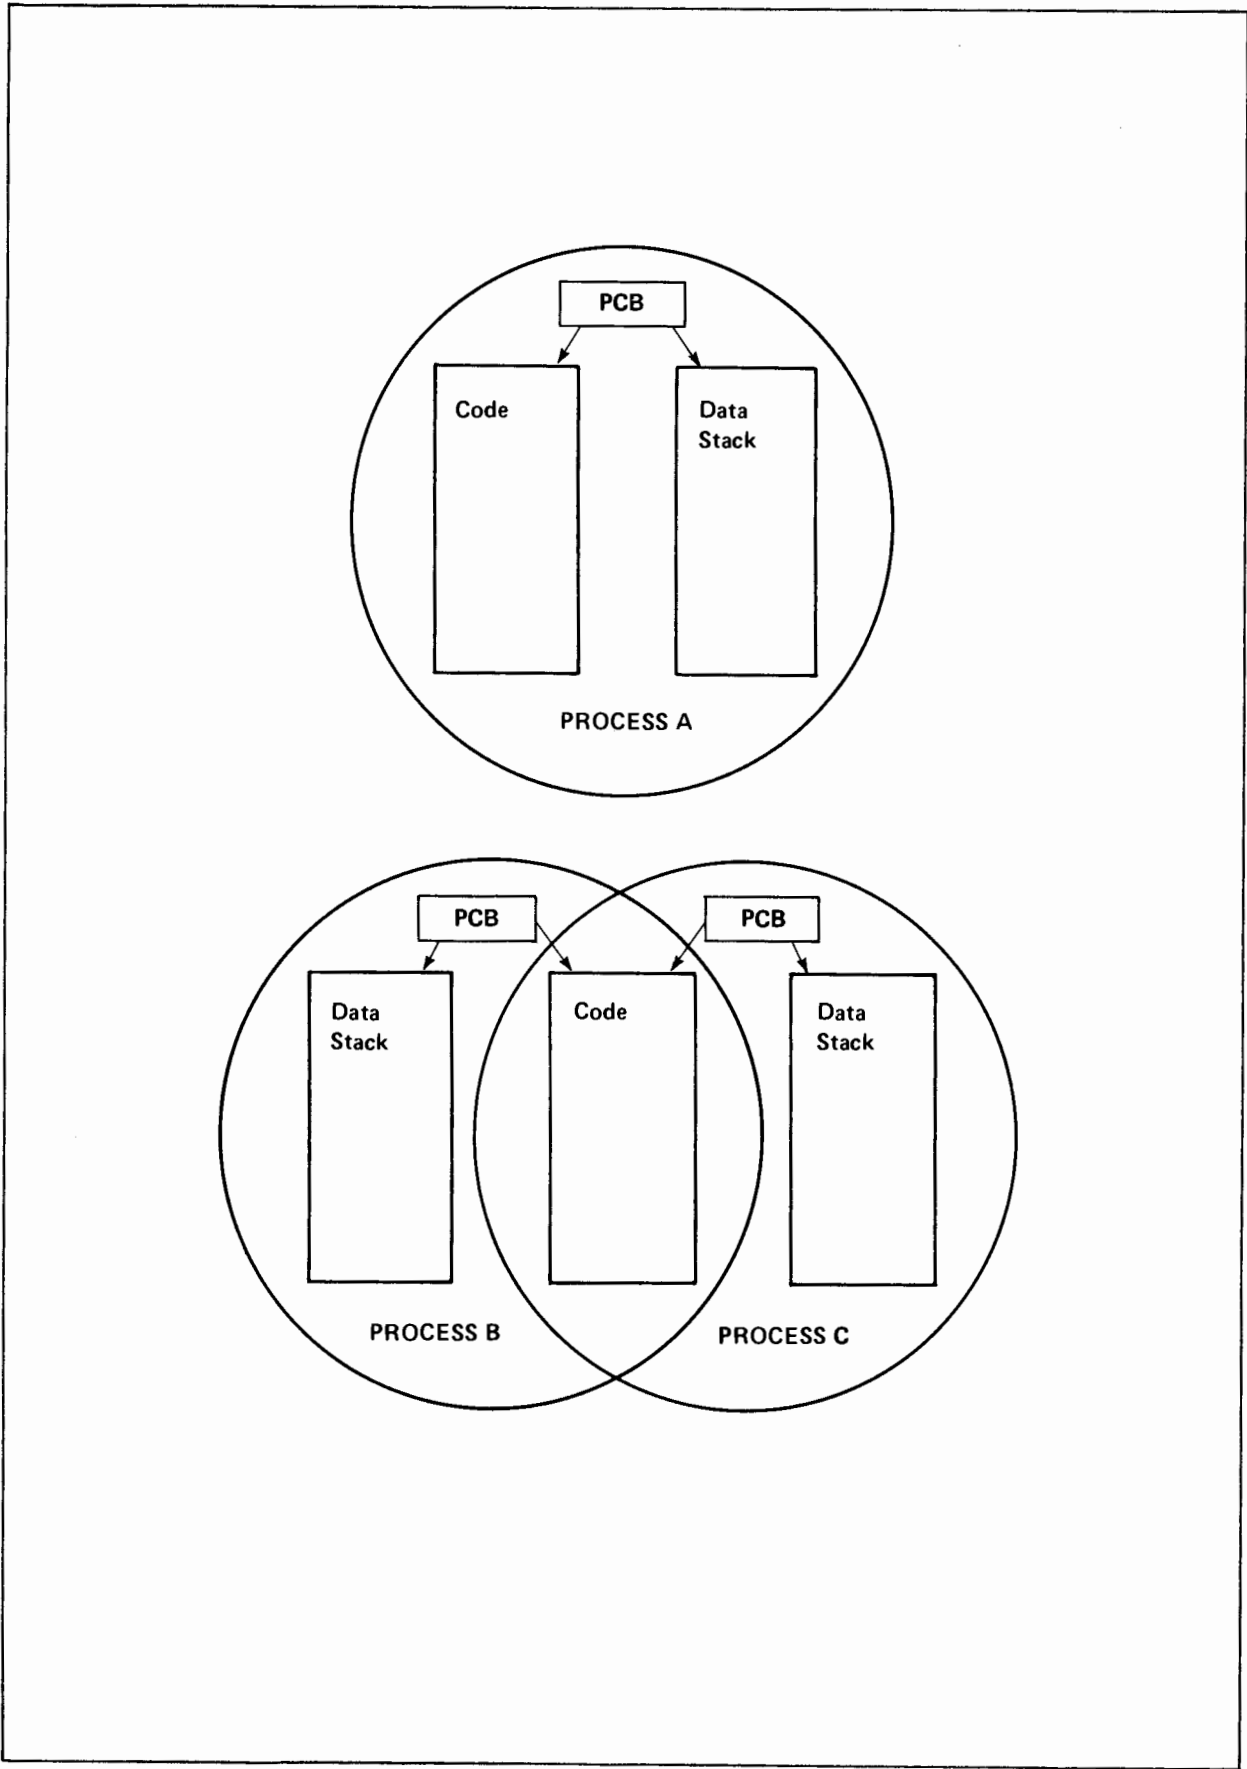 PCB
Code
Data
Stack
PROCESS A
PCB
PCB
Data
Stack
Code
Data
Stack
PROCESS B
PROCESS C